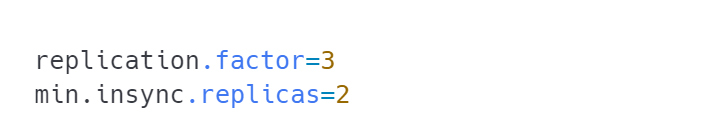 replication.factor=3
min.insync.replicas=2